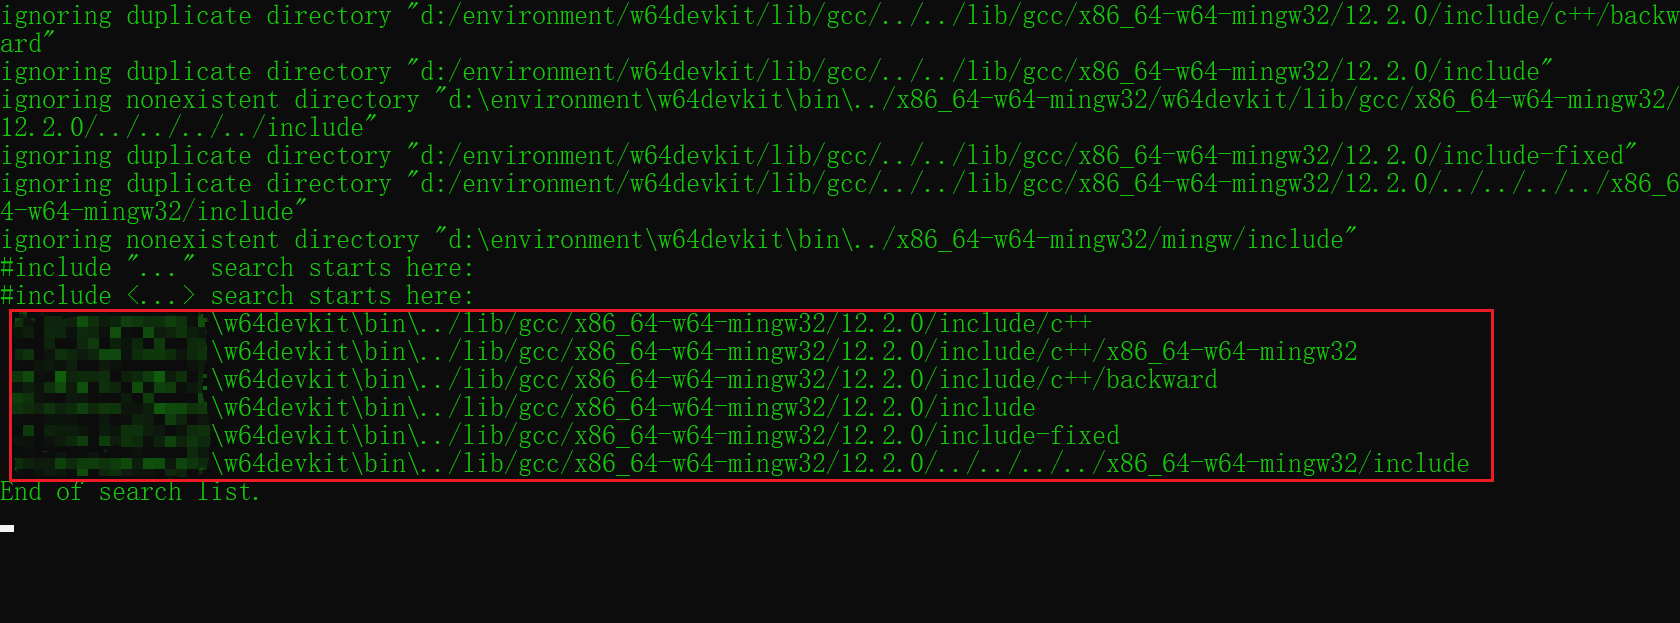 ignoring duplicate directory "d:/environment/w64devkit/lib/gcc/../../lib/gcc/x86_64-w64-mingw32/12.2.0/include/c++/backw
ard"
ignoring duplicate directory "d:/environment/w64devkit/lib/gcc/../../lib/gcc/x86_64-w64-mingw32/12.2.0/include"
ignoring nonexistent directory "d:\environment\w64devkit\bin\../x86_64-w64-mingw32/w64devkit/lib/gcc/x86_64-w64-mingw32/
12.2.0/../../../../include"
ignoring duplicate directory "d:/environment/w64devkit/lib/gcc/../../lib/gcc/x86_64-w64-mingw32/12.2.0/include-fixed"
ignoring duplicate directory "d:/environment/w64devkit/lib/gcc/../../lib/gcc/x86_64-w64-mingw32/12.2.0/../../../../x86_6
4-w64-mingw32/include"
ignoring nonexistent directory "d:\environment\w64devkit\bin\../x86_64-w64-mingw32/mingw/include"
#include "..." search starts here:
#include <...> search starts here:
\w64devkit\bin\../lib/gcc/x86_64-w64-mingw32/12.2.0/include/c++
\w64devkit\bin\../lib/gcc/x86_64-w64-mingw32/12.2.0/include/c++/x86_64-w64-mingw32
\w64devkit\bin\../lib/gcc/x86_64-w64-mingw32/12.2.0/include/c++/backward
\w64devkit\bin\../lib/gcc/x86_64-w64-mingw32/12.2.0/include
\w64devkit\bin\../lib/gcc/x86_64-w64-mingw32/12.2.0/include-fixed
\w64devkit\bin\../lib/gcc/x86_64-w64-mingw32/12.2.0/../../../../x86_64-w64-mingw32/include
End of search list.